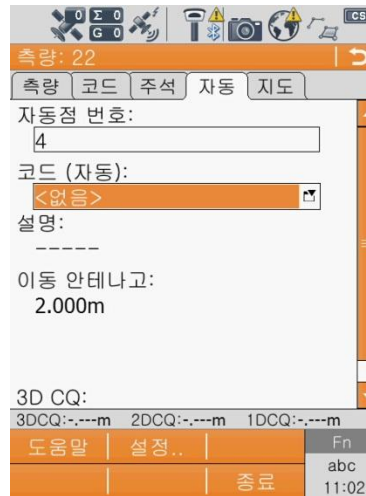 Σ 0
G 0
CS
측량: 22
측량 코드 주석 자동 지도
자동점 번호:
4
코드 (자동):
<없음>
설명:
-----
이동 안테나고:
2.000m
3D CQ:
3DCQ:-.---m 2DCQ:-.---m 1DCQ:-.---m
도움말 설정.. Fn
종료 abc
11:02